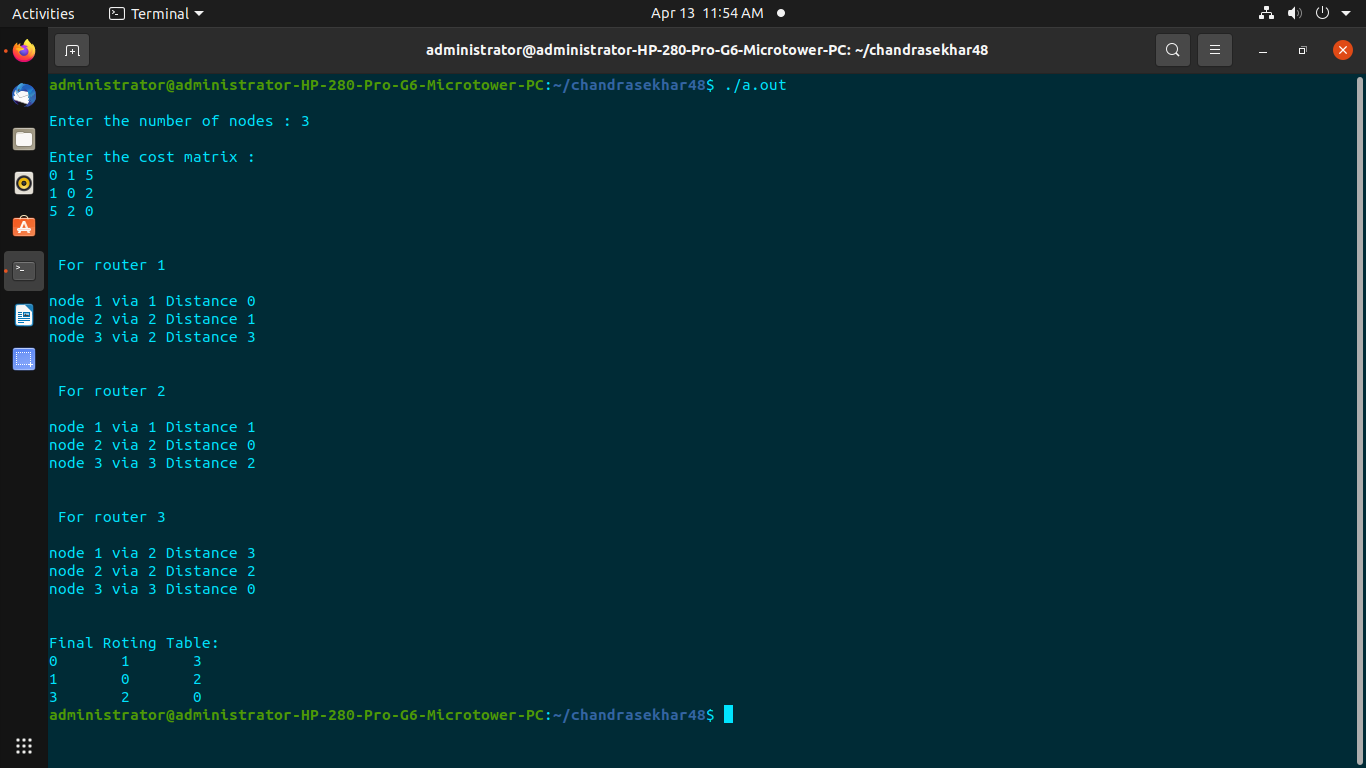 Activities
Terminal
Apr 13 11:54 AM
administrator@administrator-HP-280-Pro-G6-Microtower-PC: ~/chandrasekhar48
administrator@administrator-HP-280-Pro-G6-Microtower-PC:~/chandrasekhar48$ ./a.out
Enter the number of nodes : 3
Enter the cost matrix :
0 1 5
1 0 2
5 2 0
For router 1
node 1 via 1 Distance 0
node 2 via 2 Distance 1
node 3 via 2 Distance 3
For router 2
node 1 via 1 Distance 1
node 2 via 2 Distance 0
node 3 via 3 Distance 2
For router 3
node 1 via 2 Distance 3
node 2 via 2 Distance 2
node 3 via 3 Distance 0
Final Roting Table:
0 1 3
1 0 2
3 2 0
administrator@administrator-HP-280-Pro-G6-Microtower-PC:~/chandrasekhar48$